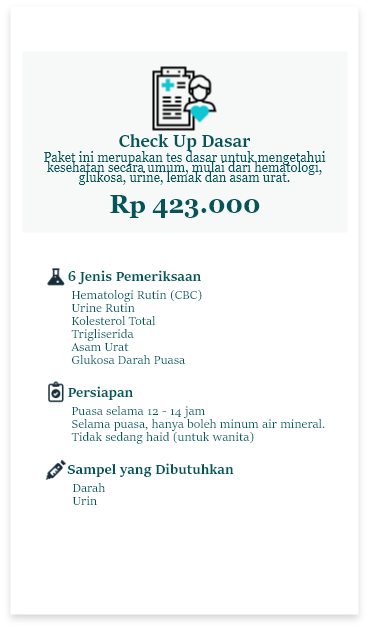 Check Up Dasar
Paket ini merupakan tes dasar untuk mengetahui
kesehatan secara umum, mulai dari hematologi,
glukosa, urine, lemak dan asam urat.
Rp 423.000
6 Jenis Pemeriksaan
Hematologi Rutin (CBC)
Urine Rutin
Kolesterol Total
Trigliserida
Asam Urat
Glukosa Darah Puasa
Persiapan
Puasa selama 12 - 14 jam
Selama puasa, hanya boleh minum air mineral.
Tidak sedang haid (untuk wanita)
Sampel yang Dibutuhkan
Darah
Urin